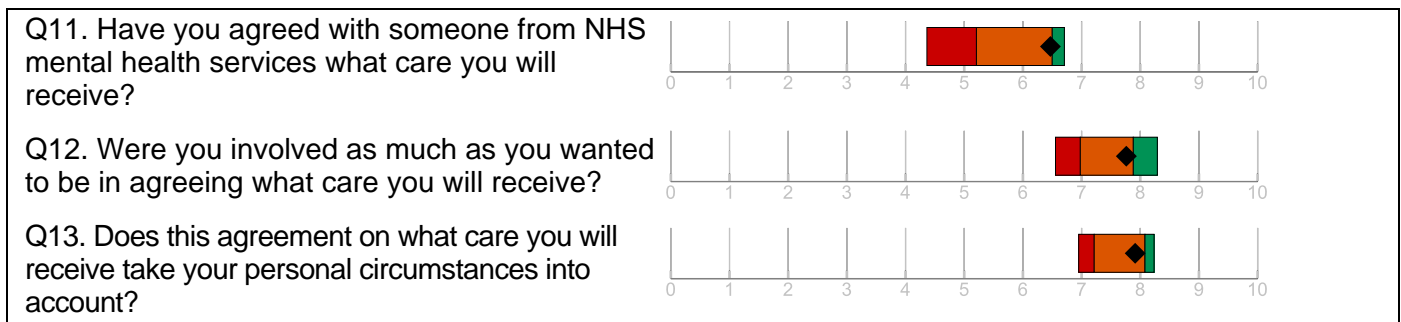 Q11. Have you agreed with someone from NHS
mental health services what care you will
receive?
0 1 2 3 4 5 6 7 8 9 10
Q12. Were you involved as much as you wanted
to be in agreeing what care you will receive?
0 1 2 3 4 5 6 7 8 9 10
Q13. Does this agreement on what care you will
receive take your personal circumstances into
account?
0 1 2 3 4 5 6 7 8 9 10